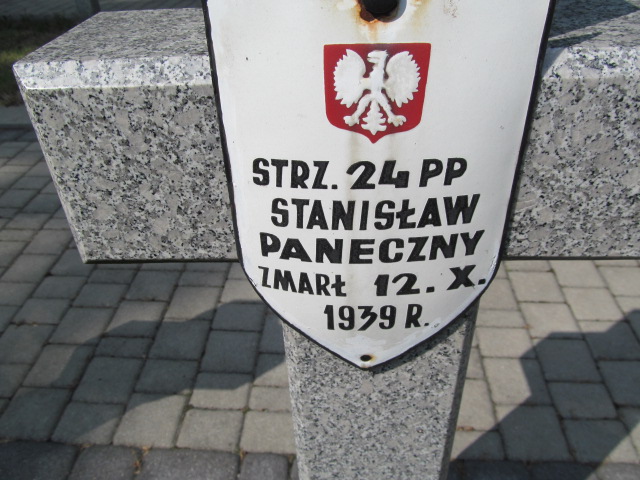 STRZ. 24 PP
STANISŁAW
PANECZNY
ZMARŁ 12. X.
1939 R.